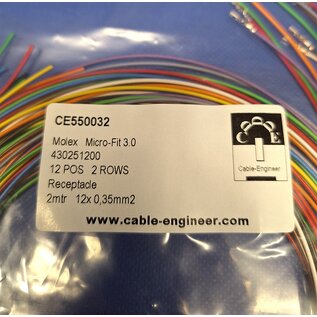 CE550032
Molex Micro-Fit 3.0
430251200
12 POS 2 ROWS
Receptacle
2mtr 12x 0,35mm2
C E
Cable-Engineer
www.cable-engineer.com